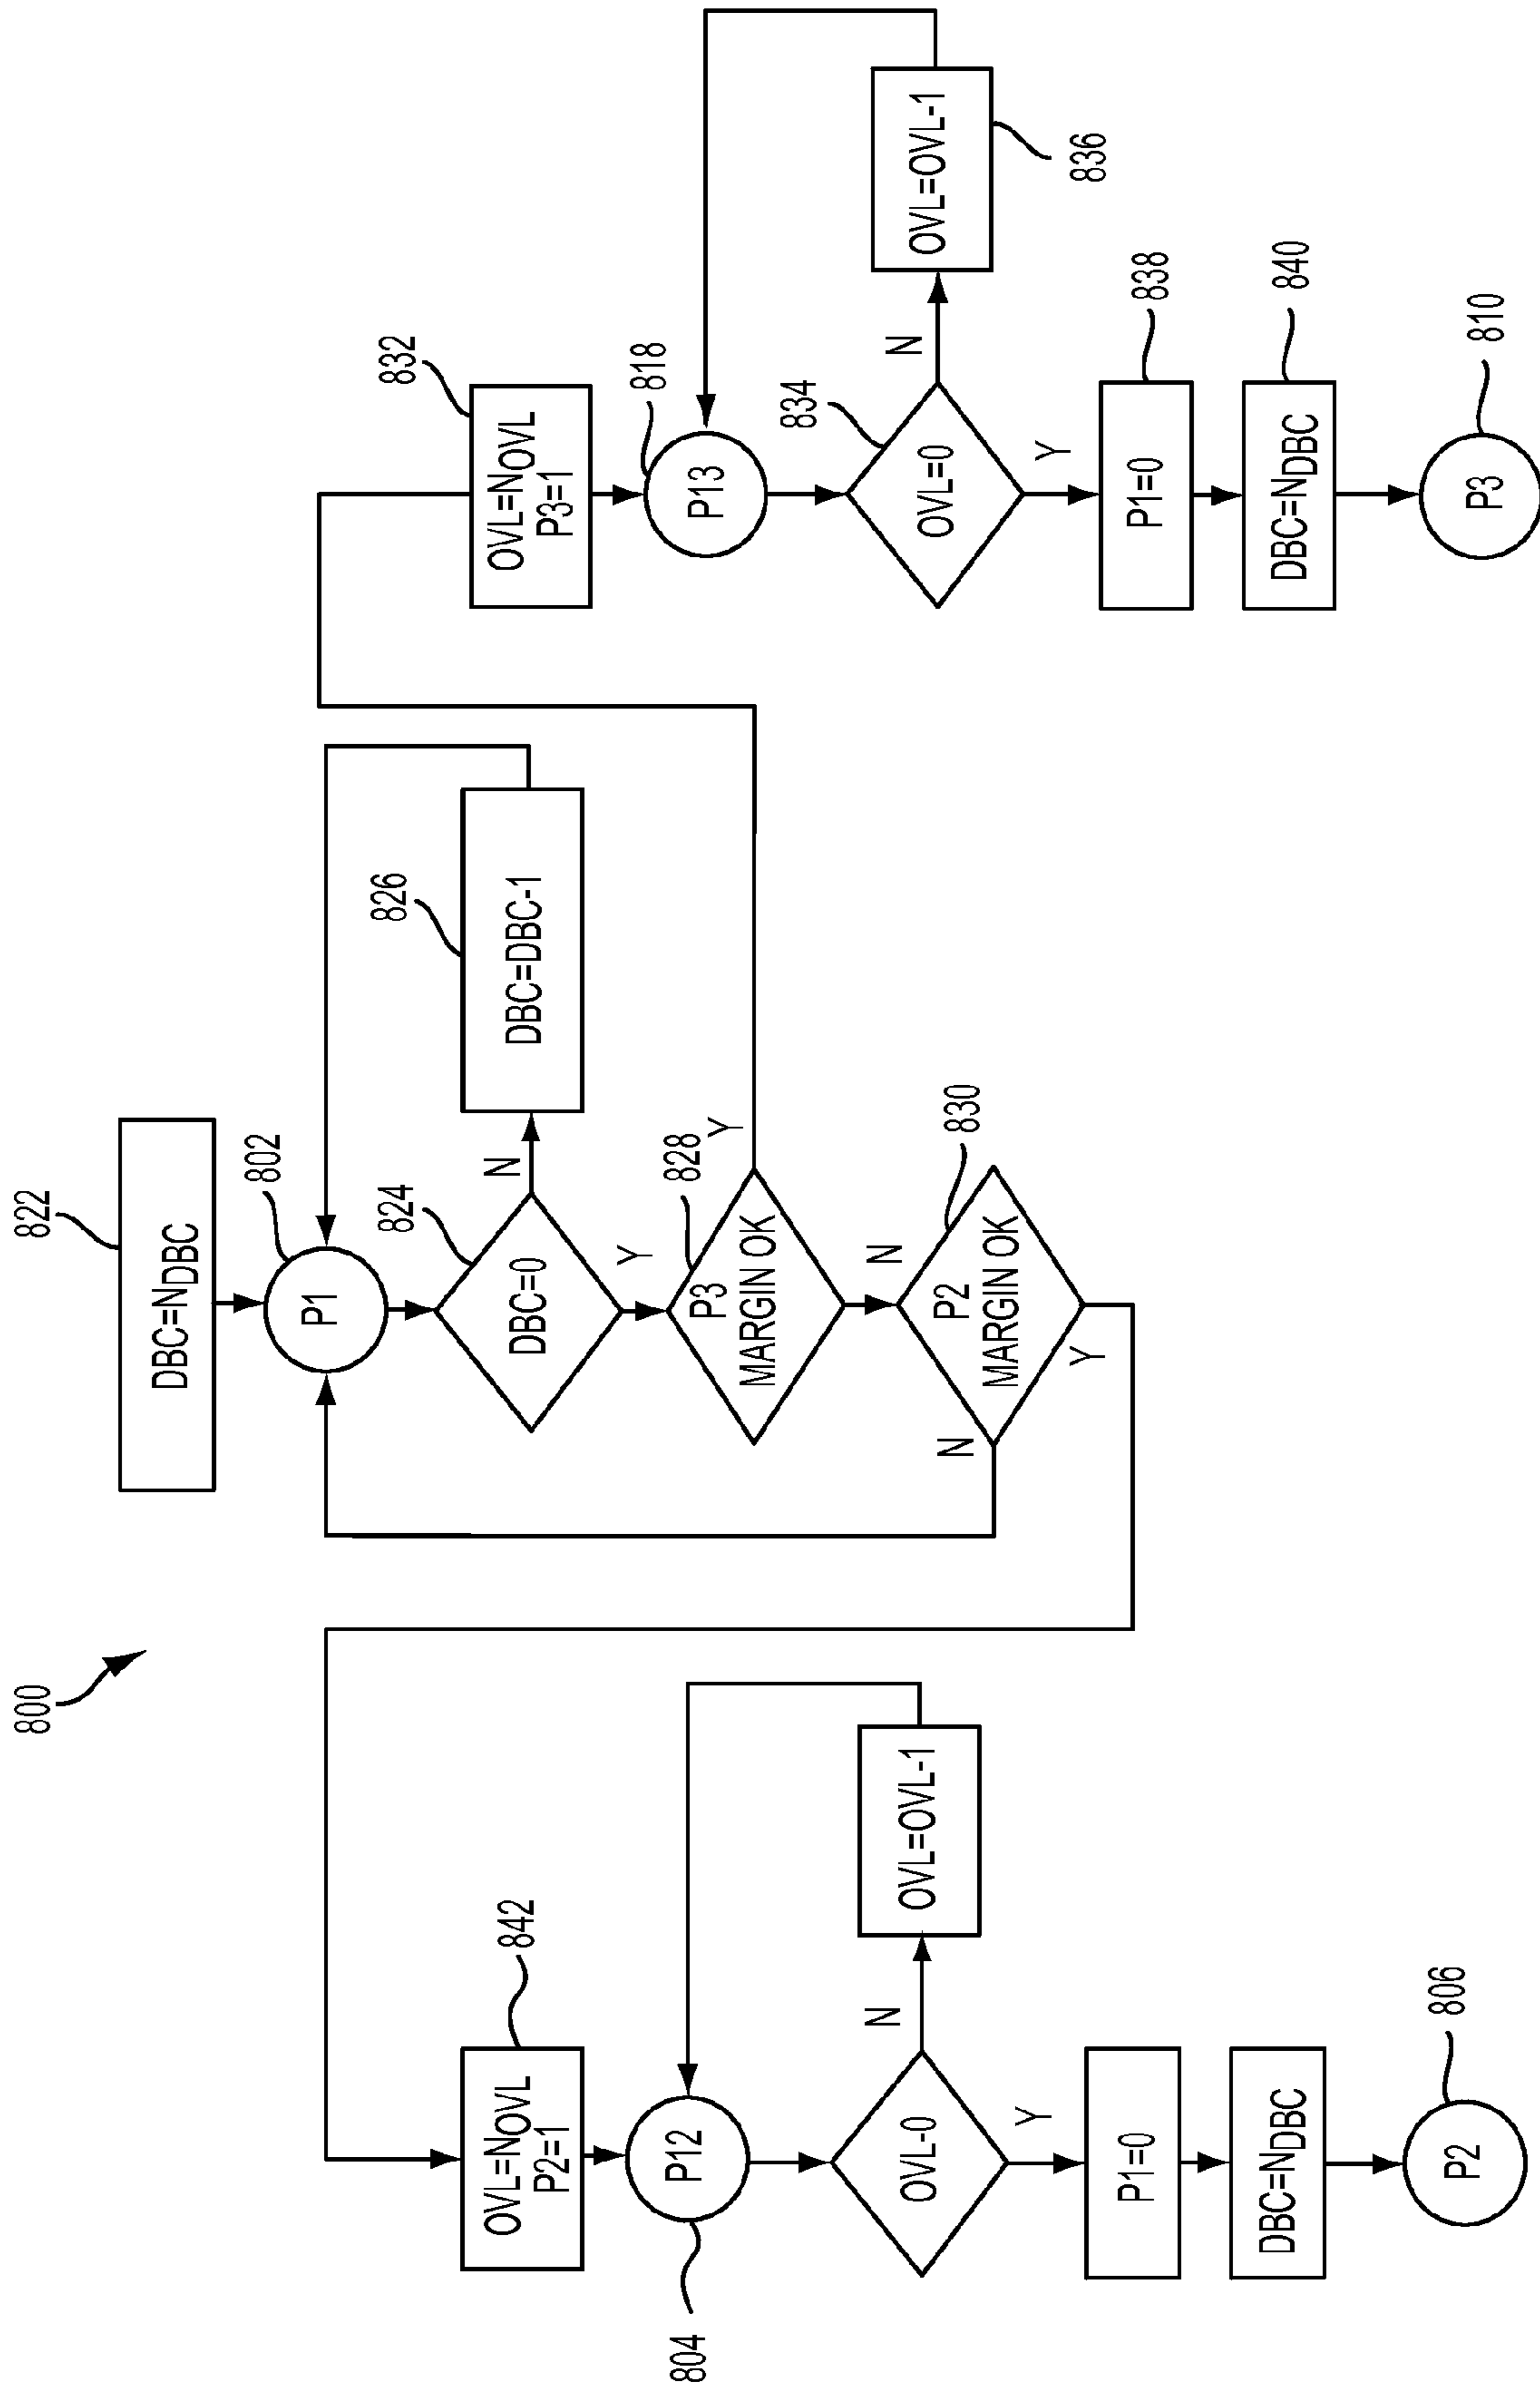 800
822
DBC=NDBC
802
P1
824
DBC=0
N
826
DBC=DBC-1
Y
828
P3
MARGIN OK
Y
N
830
P2
MARGIN OK
N
Y
832
OVL=NOVL
P3=1
818
P13
834
OVL=0
N
OVL=OVL-1
836
Y
P1=0
838
DBC=NDBC
840
P3
810
842
OVL=NOVL
P2=1
P12
804
OVL-0
N
OVL=OVL-1
Y
P1=0
DBC=NDBC
P2
806